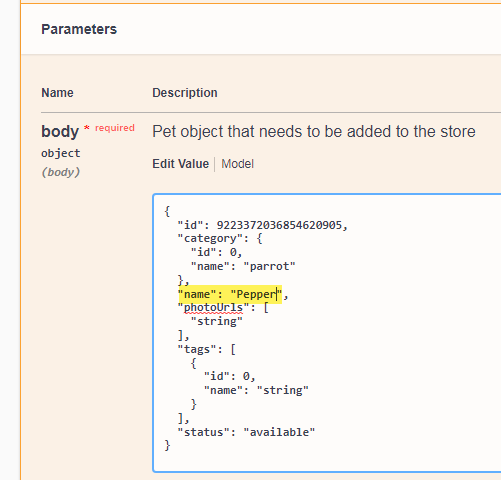 Parameters
Name Description
body * required Pet object that needs to be added to the store
object
(body) Edit Value | Model
{
  "id": 9223372036854620905,
  "category": {
    "id": 0,
    "name": "parrot"
  },
  "name": "Pepper",
  "photoUrls": [
    "string"
  ],
  "tags": [
    {
      "id": 0,
      "name": "string"
    }
  ],
  "status": "available"
}